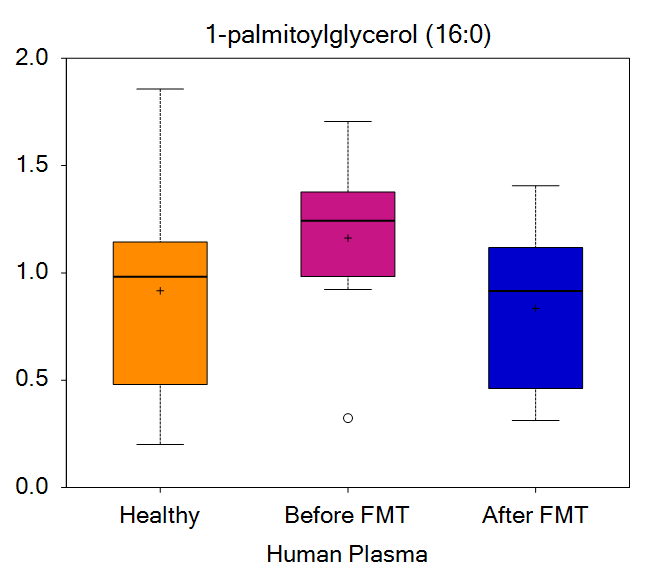 1-palmitoylglycerol (16:0)
2.0
1.5
1.0
0.5
0.0
Healthy Before FMT After FMT
Human Plasma